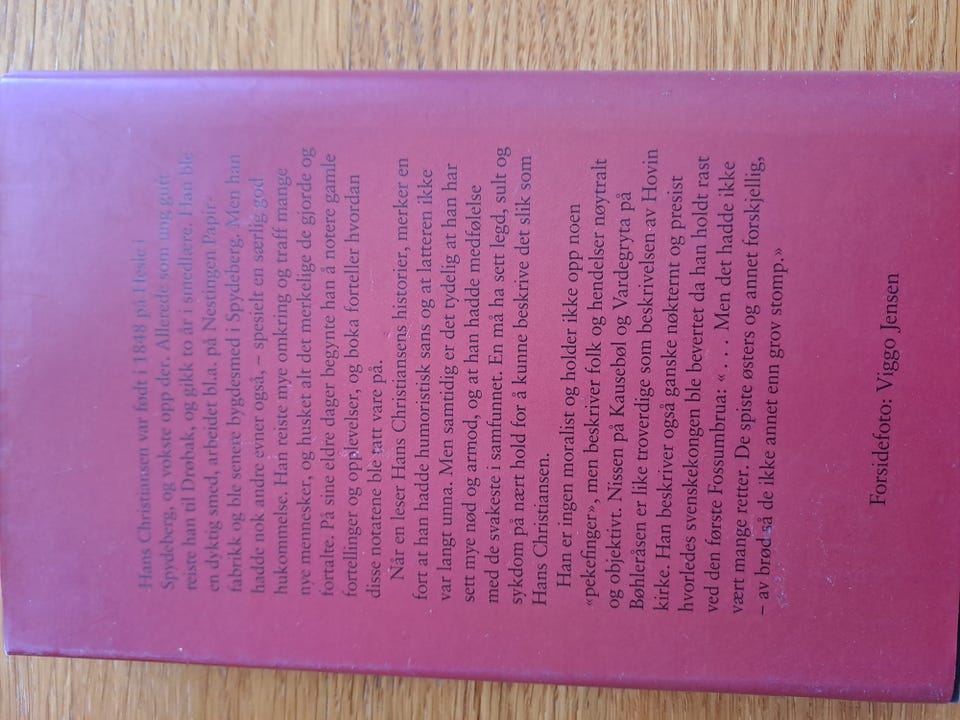 Hans Christiansen var født i 1848 på Hesle i
Spydeberg, og vokste opp der. Allerede som ung gutt
reiste han til Drøbak, og gikk to år i smedlære. Han ble
en dyktig smed, arbeidet bl.a. på Nestingen Papir-
fabrikk og ble senere bygdesmed i Spydeberg. Men han
hadde nok andre evner også, – spesielt en særlig god
hukommelse. Han reiste mye omkring og traff mange
nye mennesker, og husket alt det merkelige de gjorde og
fortalte. På sine eldre dager begynte han å notere gamle
fortellinger og opplevelser, og boka forteller hvordan
disse notatene ble tatt vare på.
Når en leser Hans Christiansens historier, merker en
fort at han hadde humoristisk sans og at latteren ikke
var langt unna. Men samtidig er det tydelig at han har
sett mye nød og armod, og at han hadde medfølelse
med de svakeste i samfunnet. En må ha sett legd, sult og
sykdom på nært hold for å kunne beskrive det slik som
Hans Christiansen.
Han er ingen moralist og holder ikke opp noen
«pekefinger», men beskriver folk og hendelser nøytralt
og objektivt. Nissen på Kausebøl og Vardegryta på
Bøhleråsen er like troverdige som beskrivelsen av Hovin
kirke. Han beskriver også ganske nøkternt og presist
hvorledes svenskekongen ble bevertet da han holdt rast
ved den første Fossumbrua: «. . . . Men det hadde ikke
vært mange retter. De spiste østers og annet forskjellig,
– av brød så de ikke annet enn grov stomp.»
Forsidefoto: Viggo Jensen